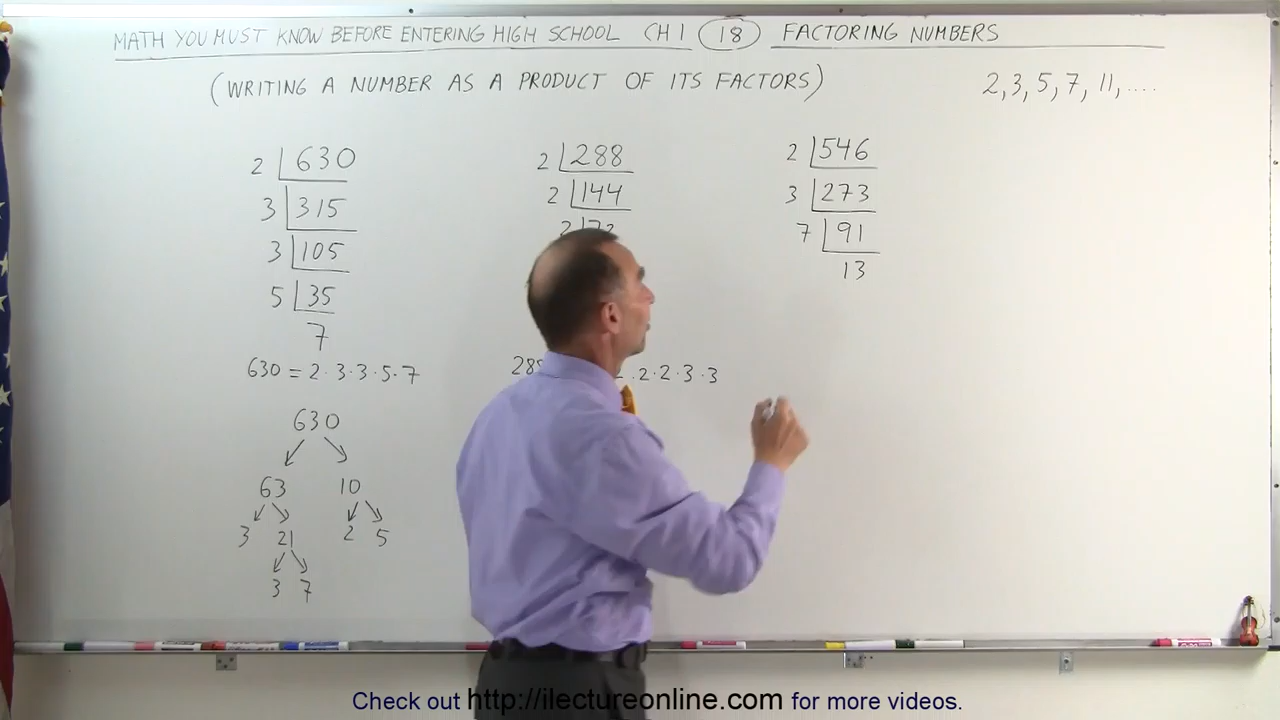 MATH YOU MUST KNOW BEFORE ENTERING HIGH SCHOOL CH 1 18 FACTORING NUMBERS
(WRITING A NUMBER AS A PRODUCT OF ITS FACTORS)
2, 3, 5, 7, 11, ....
2 630
3 315
3 105
5 35
7
630 = 2·3·3·5·7
630
63 10
3 21 2 5
3 7
2 288
2 144
2 72
288 ·2·2·3·3
2 546
3 273
7 91
13
Check out http://ilectureonline.com for more videos.